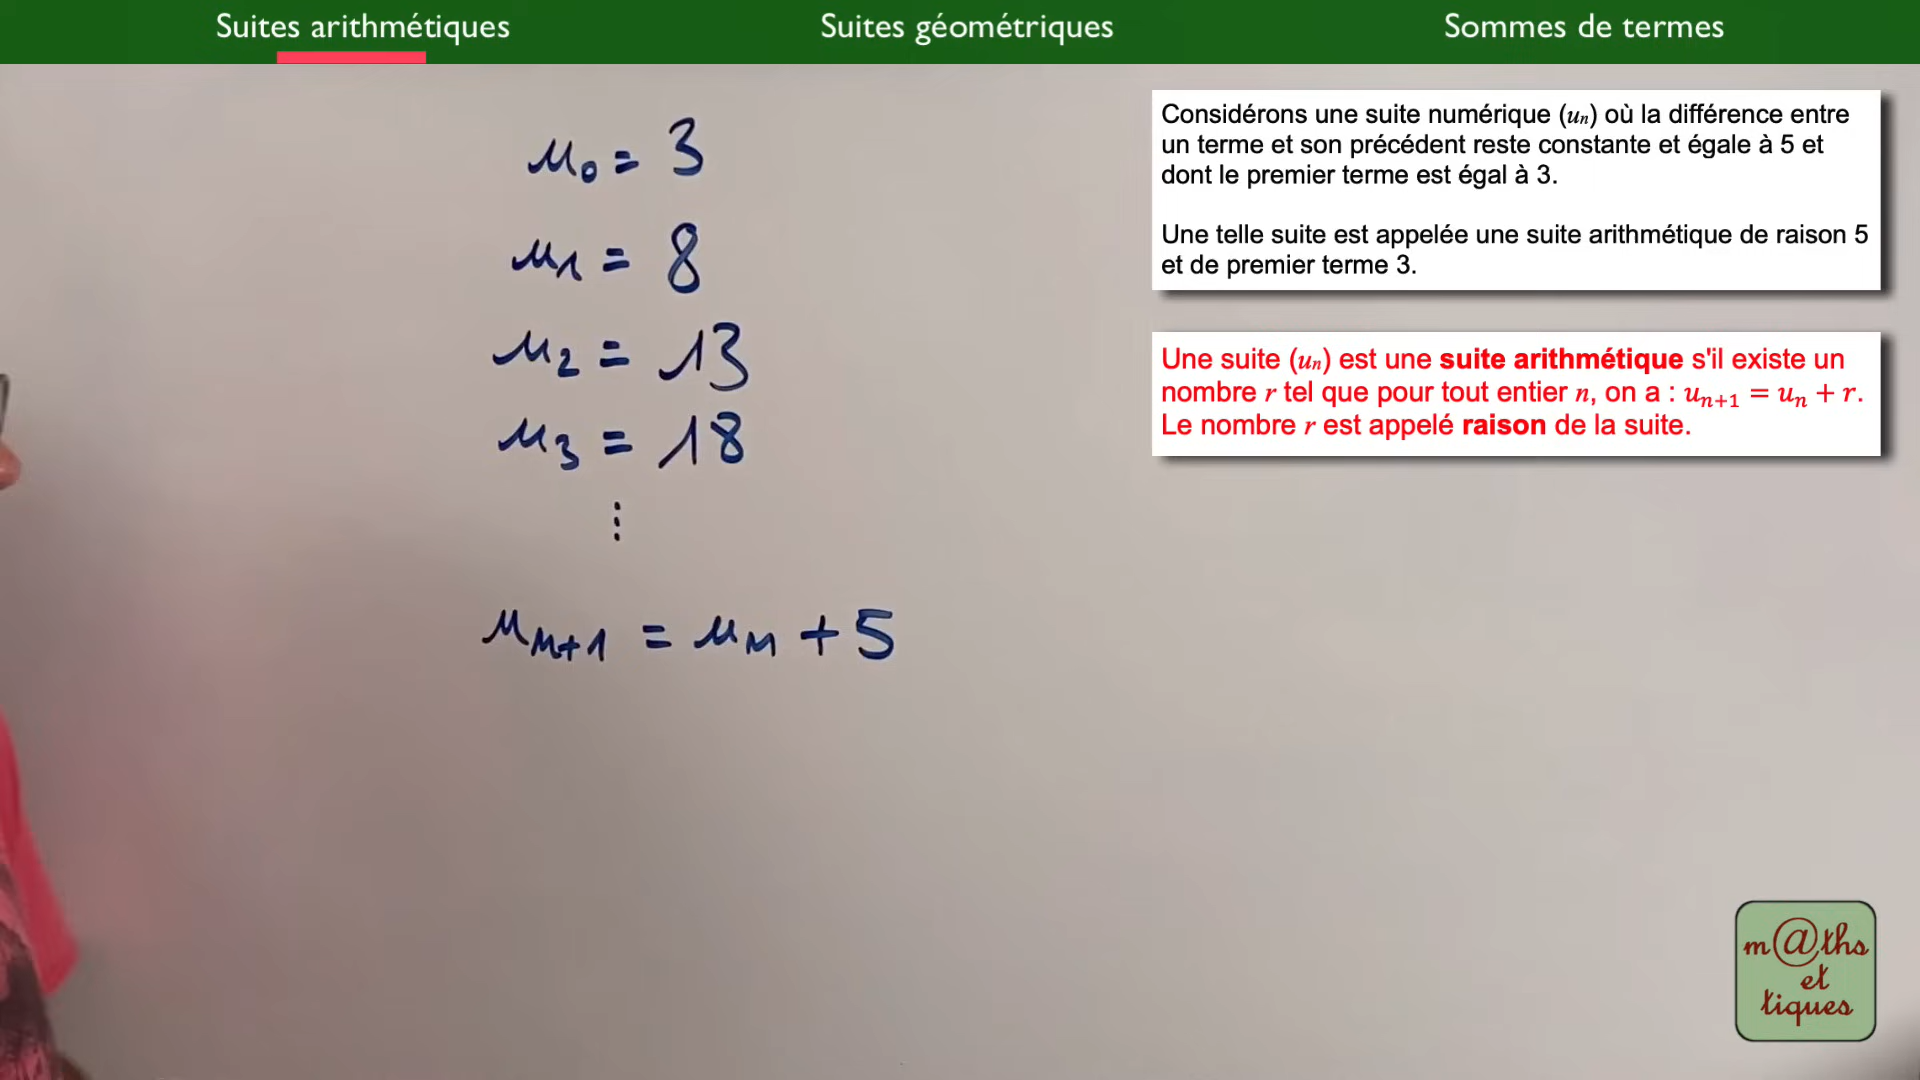 Suites arithmétiques
Suites géométriques
Sommes de termes
u₀ = 3
u₁ = 8
u₂ = 13
u₃ = 18
⋮
uₙ₊₁ = uₙ + 5
Considérons une suite numérique (uₙ) où la différence entre
un terme et son précédent reste constante et égale à 5 et
dont le premier terme est égal à 3.
Une telle suite est appelée une suite arithmétique de raison 5
et de premier terme 3.
Une suite (uₙ) est une suite arithmétique s'il existe un
nombre r tel que pour tout entier n, on a : uₙ₊₁ = uₙ + r.
Le nombre r est appelé raison de la suite.
m@ths
et
tiques